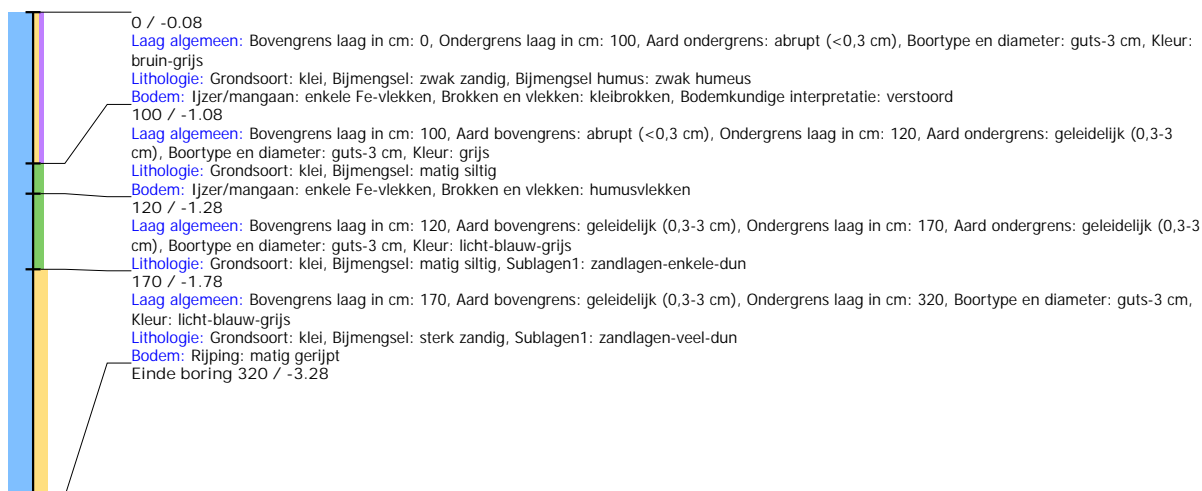 0 / -0.08
Laag algemeen: Bovengrens laag in cm: 0, Ondergrens laag in cm: 100, Aard ondergrens: abrupt (<0,3 cm), Boortype en diameter: guts-3 cm, Kleur:
bruin-grijs
Lithologie: Grondsoort: klei, Bijmengsel: zwak zandig, Bijmengsel humus: zwak humeus
Bodem: Ijzer/mangaan: enkele Fe-vlekken, Brokken en vlekken: kleibrokken, Bodemkundige interpretatie: verstoord
100 / -1.08
Laag algemeen: Bovengrens laag in cm: 100, Aard bovengrens: abrupt (<0,3 cm), Ondergrens laag in cm: 120, Aard ondergrens: geleidelijk (0,3-3
cm), Boortype en diameter: guts-3 cm, Kleur: grijs
Lithologie: Grondsoort: klei, Bijmengsel: matig siltig
Bodem: Ijzer/mangaan: enkele Fe-vlekken, Brokken en vlekken: humusvlekken
120 / -1.28
Laag algemeen: Bovengrens laag in cm: 120, Aard bovengrens: geleidelijk (0,3-3 cm), Ondergrens laag in cm: 170, Aard ondergrens: geleidelijk (0,3-3
cm), Boortype en diameter: guts-3 cm, Kleur: licht-blauw-grijs
Lithologie: Grondsoort: klei, Bijmengsel: matig siltig, Sublagen1: zandlagen-enkele-dun
170 / -1.78
Laag algemeen: Bovengrens laag in cm: 170, Aard bovengrens: geleidelijk (0,3-3 cm), Ondergrens laag in cm: 320, Boortype en diameter: guts-3 cm,
Kleur: licht-blauw-grijs
Lithologie: Grondsoort: klei, Bijmengsel: sterk zandig, Sublagen1: zandlagen-veel-dun
Bodem: Rijping: matig gerijpt
Einde boring 320 / -3.28